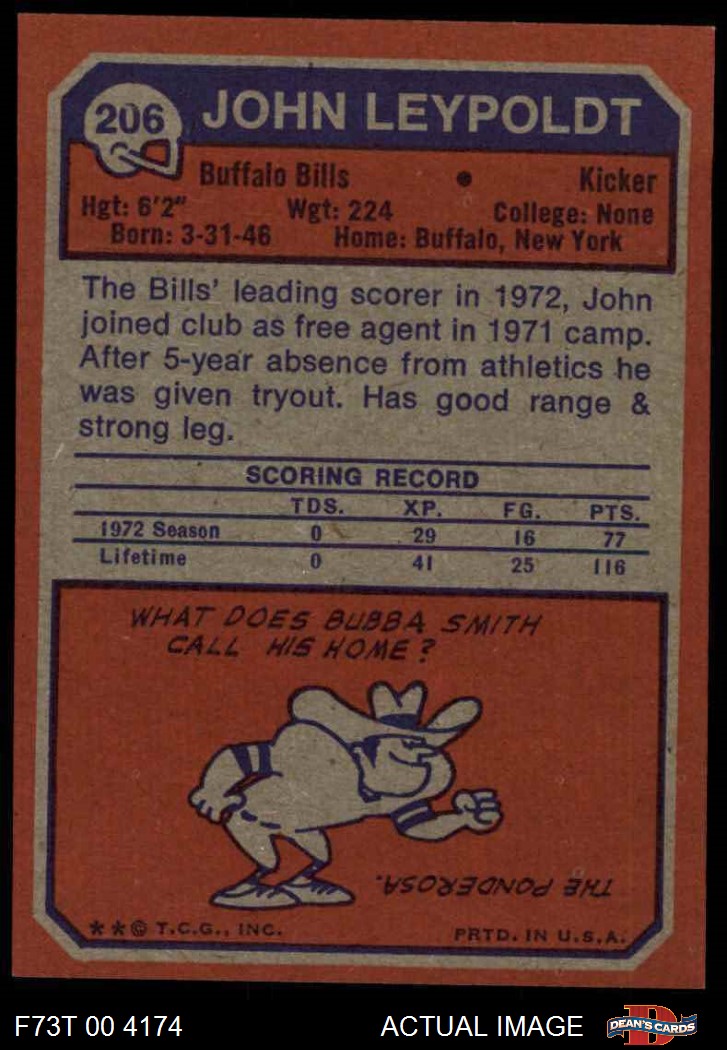 206 JOHN LEYPOLDT
Buffalo Bills • Kicker
Hgt: 6'2" Wgt: 224 College: None
Born: 3-31-46 Home: Buffalo, New York
The Bills' leading scorer in 1972, John
joined club as free agent in 1971 camp.
After 5-year absence from athletics he
was given tryout. Has good range &
strong leg.
SCORING RECORD
TDS. XP. FG. PTS.
1972 Season 0 29 16 77
Lifetime 0 41 25 116
WHAT DOES BUBBA SMITH
CALL HIS HOME?
THE PONDEROSA.
**© T.C.G., INC. PRTD. IN U.S.A.
F73T 00 4174 ACTUAL IMAGE D DEAN'S CARDS